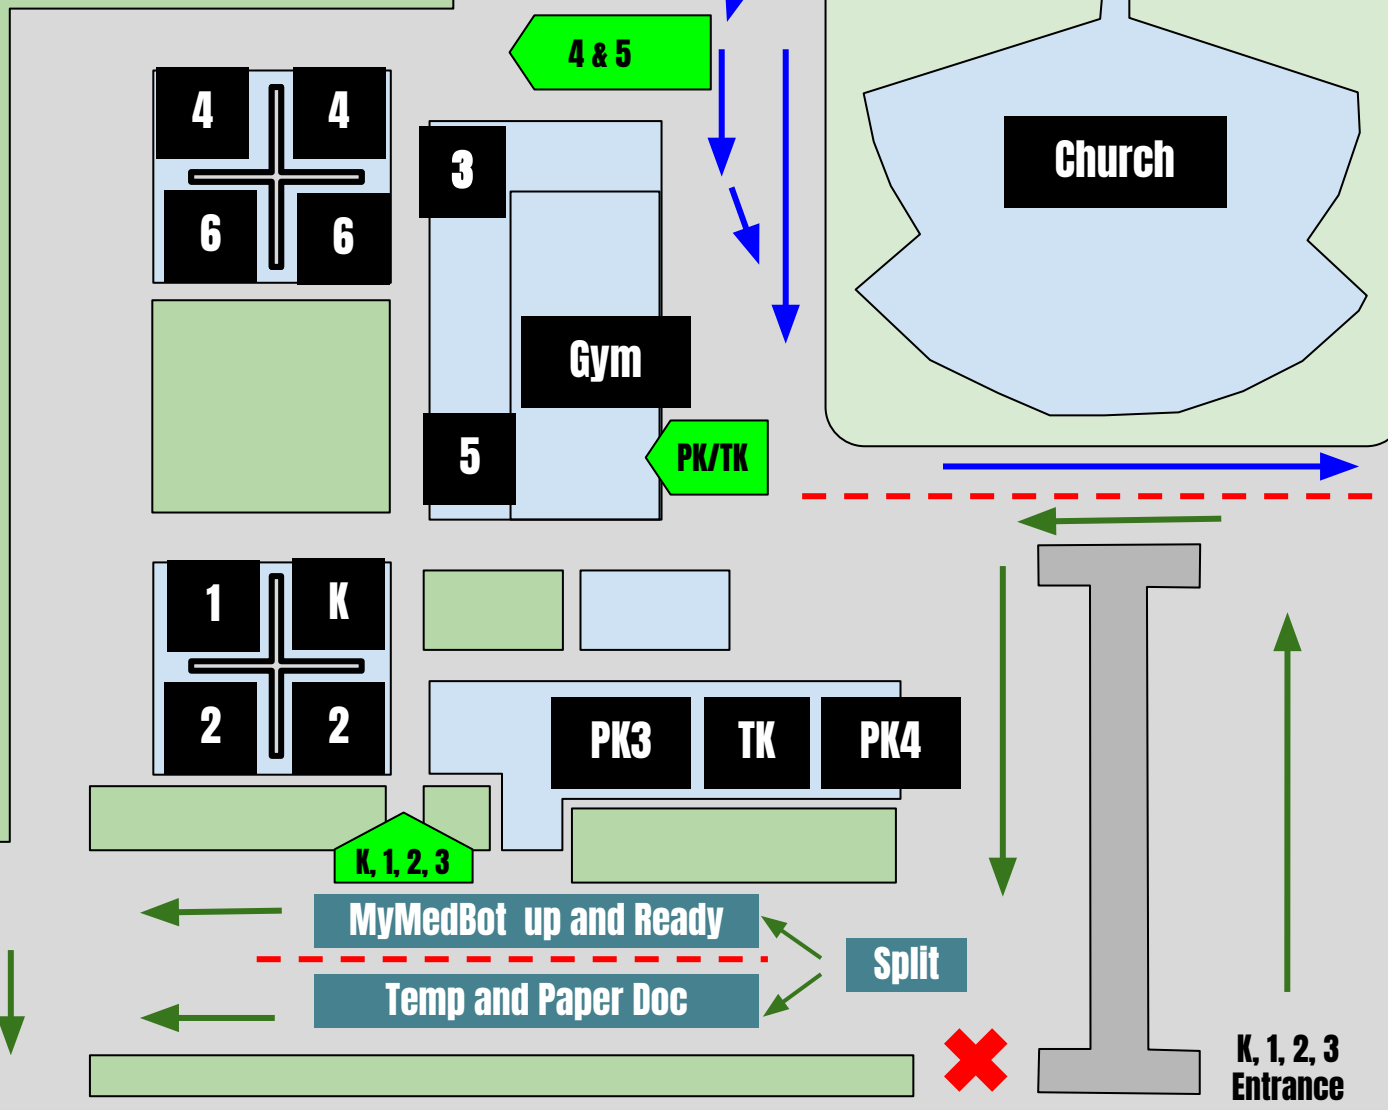 4 & 5
4
4
3
Church
6
6
Gym
5
PK/TK
1
K
2
2
PK3
TK
PK4
K, 1, 2, 3
MyMedBot up and Ready
Split
Temp and Paper Doc
K, 1, 2, 3
Entrance